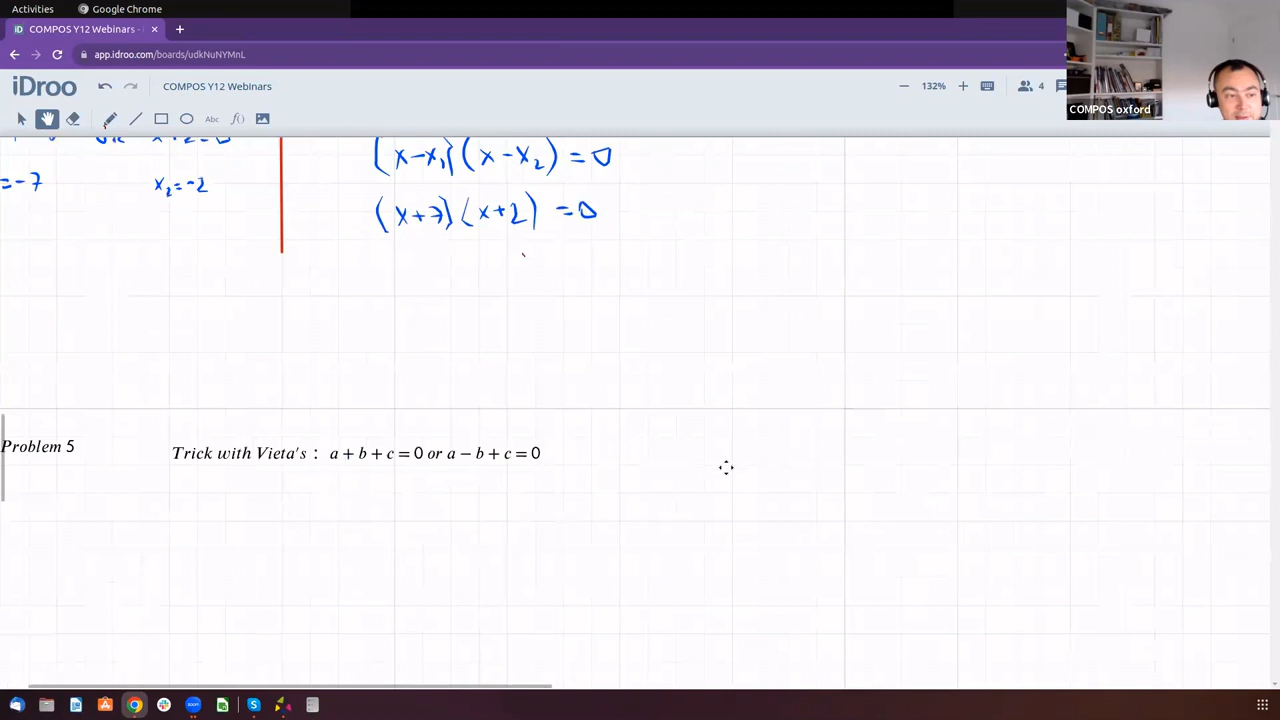 Activities Google Chrome
COMPOS Y12 Webinars -
app.idroo.com/boards/udkNuNYMnL
iDroo COMPOS Y12 Webinars 132% 4
Abc f()
COMPOS oxford
(x-x₁)(x-x₂)=0
=-7 x₂=-2
(x+7)(x+2)=0
Problem 5 Trick with Vieta's : a + b + c = 0 or a − b + c = 0